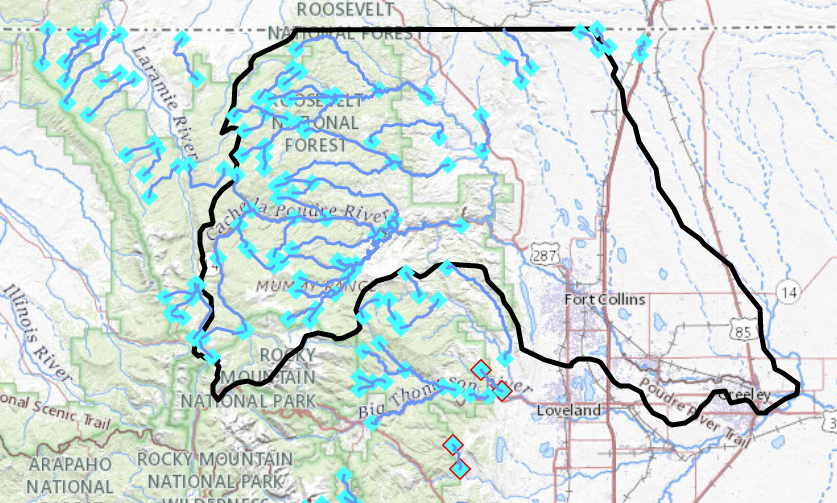 ROOSEVELT
NATIONAL FOREST
Laramie River
ROOSEVELT
NATIONAL
FOREST
Cache la Poudre River
287
4
MUMMY RANGE
14
Illinois River
Fort Collins
85
ROCKY
MOUNTAIN
NATIONAL PARK
Big Thompson River
Poudre River Trail
Greeley
onal Scenic Trail
Loveland
3
ARAPAHO
NATIONAL
ROCKY MOUNTAIN
NATIONAL PARK
WILDERNESS